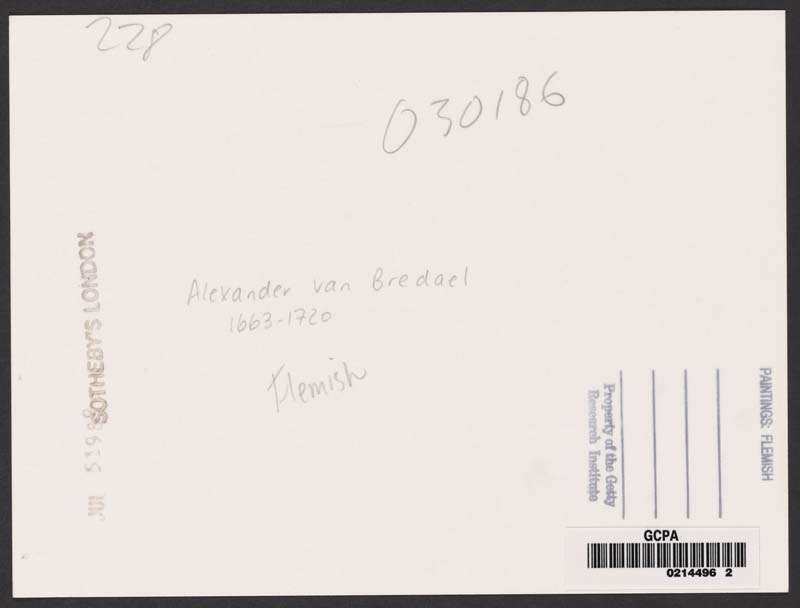 228
030186
SOTHEBY'S LONDON
JUL 5 198
Alexander van Bredael
1663-1720
Flemish
PAINTINGS: FLEMISH
Property of the Getty
Research Institute
GCPA
0214496 2